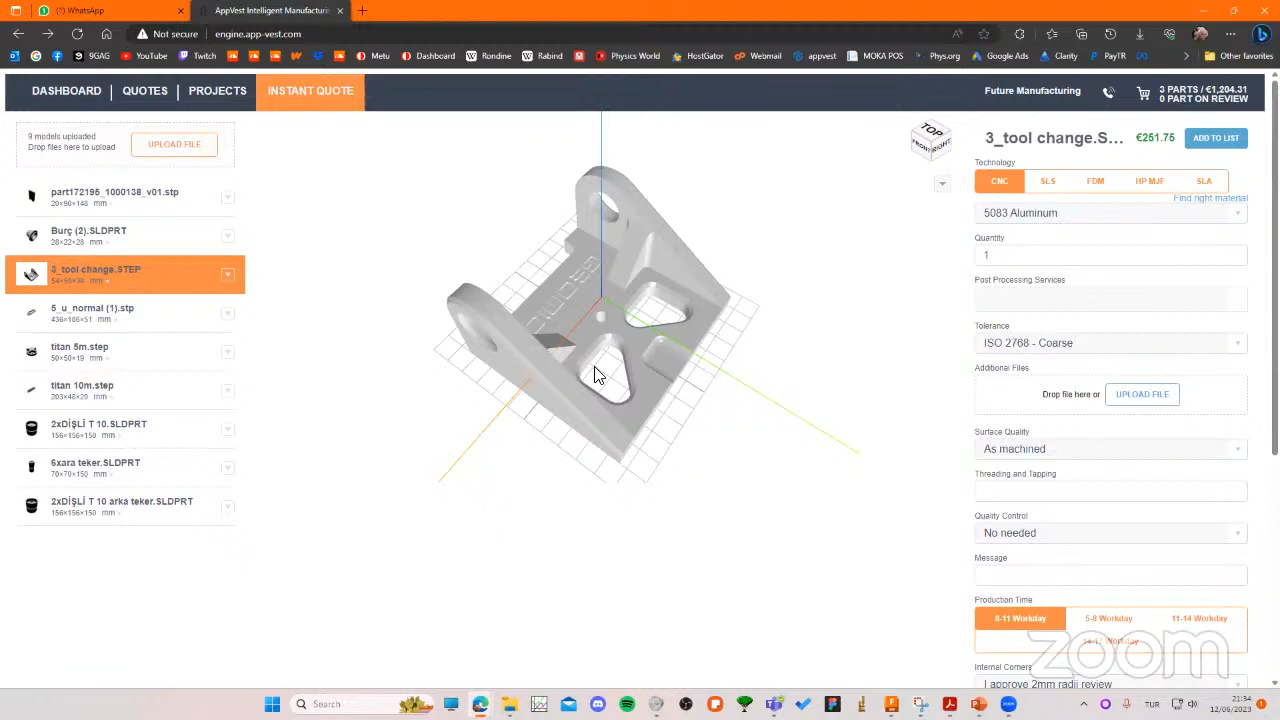 (1) WhatsApp
AppVest Intelligent Manufacturin
Not secure
engine.app-vest.com
9GAG
YouTube
Twitch
Metu
Dashboard
Rondine
Rabind
Physics World
HostGator
Webmail
appvest
MOKA POS
Phys.org
Google Ads
Clarity
PayTR
Other favorites
DASHBOARD
QUOTES
PROJECTS
INSTANT QUOTE
Future Manufacturing
3 PARTS / €1,204.31
0 PART ON REVIEW
9 models uploaded
Drop files here to upload
UPLOAD FILE
part172195_1000138_v01.stp
20×90×148 mm
Burç (2).SLDPRT
28×22×28 mm
3_tool change.STEP
mm
5_u_normal (1).stp
436×186×51 mm
titan 5m.step
50×50×19 mm
titan 10m.step
203×48×20 mm
2xDİŞLİ T 10.SLDPRT
156×156×150 mm
6xara teker.SLDPRT
70×70×150 mm
2xDİŞLİ T 10 arka teker.SLDPRT
156×156×150 mm
TOP
FRONT
RIGHT
3_tool change.S...
€251.75
ADD TO LIST
Technology
CNC
SLS
FDM
HP MJF
SLA
Find right material
5083 Aluminum
Quantity
1
Post Processing Services
Tolerance
ISO 2768 - Coarse
Additional Files
Drop file here or
UPLOAD FILE
Surface Quality
As machined
Threading and Tapping
Quality Control
No needed
Message
Production Time
8-11 Workday
5-8 Workday
11-14 Workday
14-17 Workday
Internal Corner
I approve 2mm radii review
zoom
Search
TUR
21:34
12/06/2023